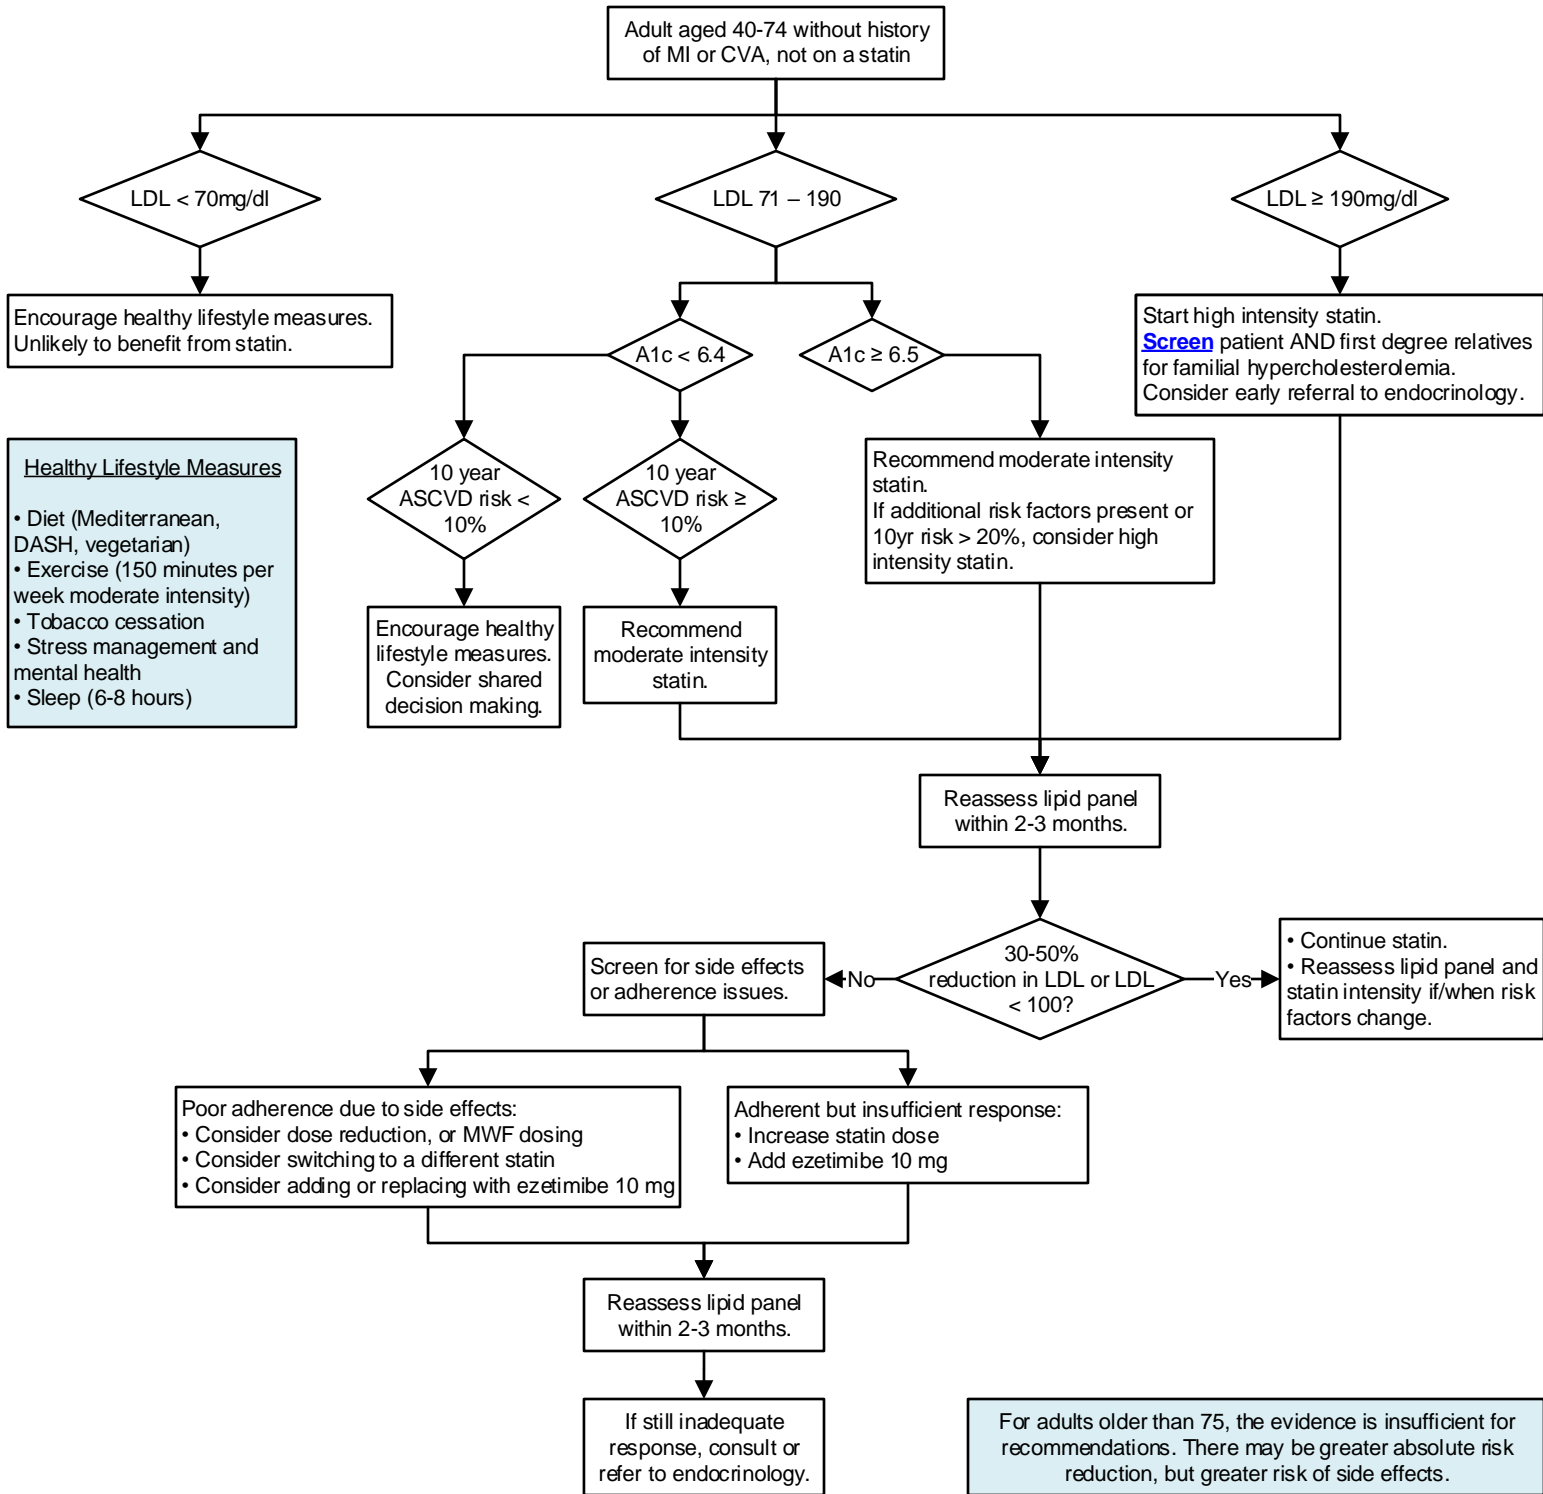 Adult aged 40-74 without history
of MI or CVA, not on a statin
LDL < 70mg/dl
LDL 71 – 190
LDL ≥ 190mg/dl
Encourage healthy lifestyle measures.
Unlikely to benefit from statin.
A1c < 6.4
A1c ≥ 6.5
Start high intensity statin.
Screen patient AND first degree relatives
for familial hypercholesterolemia.
Consider early referral to endocrinology.
Healthy Lifestyle Measures
• Diet (Mediterranean,
DASH, vegetarian)
• Exercise (150 minutes per
week moderate intensity)
• Tobacco cessation
• Stress management and
mental health
• Sleep (6-8 hours)
10 year
ASCVD risk <
10%
10 year
ASCVD risk ≥
10%
Recommend moderate intensity
statin.
If additional risk factors present or
10yr risk > 20%, consider high
intensity statin.
Encourage healthy
lifestyle measures.
Consider shared
decision making.
Recommend
moderate intensity
statin.
Reassess lipid panel
within 2-3 months.
30-50%
reduction in LDL or LDL
< 100?
No
Yes
Screen for side effects
or adherence issues.
• Continue statin.
• Reassess lipid panel and
statin intensity if/when risk
factors change.
Poor adherence due to side effects:
• Consider dose reduction, or MWF dosing
• Consider switching to a different statin
• Consider adding or replacing with ezetimibe 10 mg
Adherent but insufficient response:
• Increase statin dose
• Add ezetimibe 10 mg
Reassess lipid panel
within 2-3 months.
If still inadequate
response, consult or
refer to endocrinology.
For adults older than 75, the evidence is insufficient for
recommendations. There may be greater absolute risk
reduction, but greater risk of side effects.